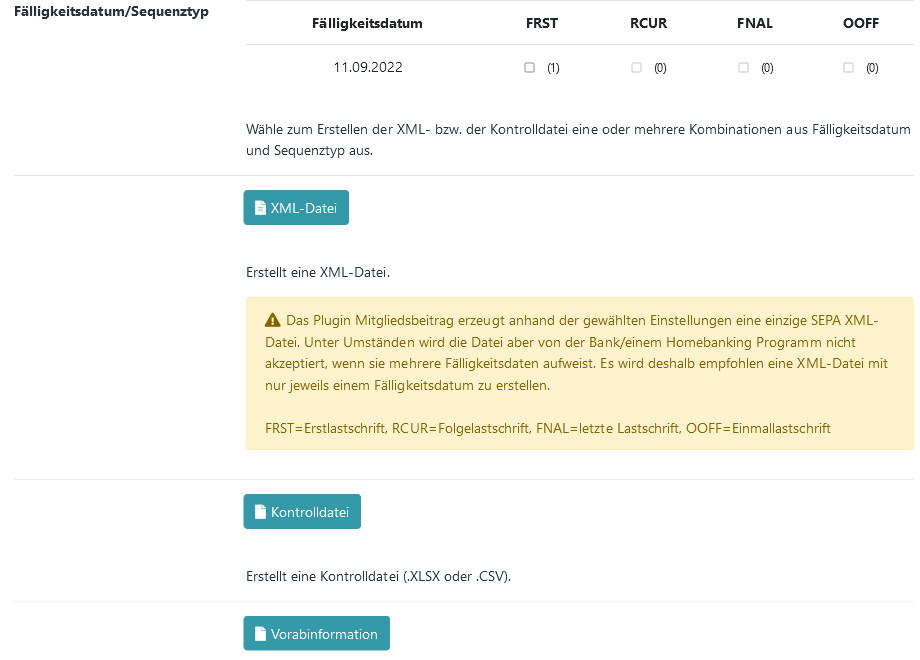 Fälligkeitsdatum/Sequenztyp
Fälligkeitsdatum FRST RCUR FNAL OOFF
11.09.2022 (1) (0) (0) (0)
Wähle zum Erstellen der XML- bzw. der Kontrolldatei eine oder mehrere Kombinationen aus Fälligkeitsdatum
und Sequenztyp aus.
XML-Datei
Erstellt eine XML-Datei.
Das Plugin Mitgliedsbeitrag erzeugt anhand der gewählten Einstellungen eine einzige SEPA XML-
Datei. Unter Umständen wird die Datei aber von der Bank/einem Homebanking Programm nicht
akzeptiert, wenn sie mehrere Fälligkeitsdaten aufweist. Es wird deshalb empfohlen eine XML-Datei mit
nur jeweils einem Fälligkeitsdatum zu erstellen.
FRST=Erstlastschrift, RCUR=Folgelastschrift, FNAL=letzte Lastschrift, OOFF=Einmallastschrift
Kontrolldatei
Erstellt eine Kontrolldatei (.XLSX oder .CSV).
Vorabinformation